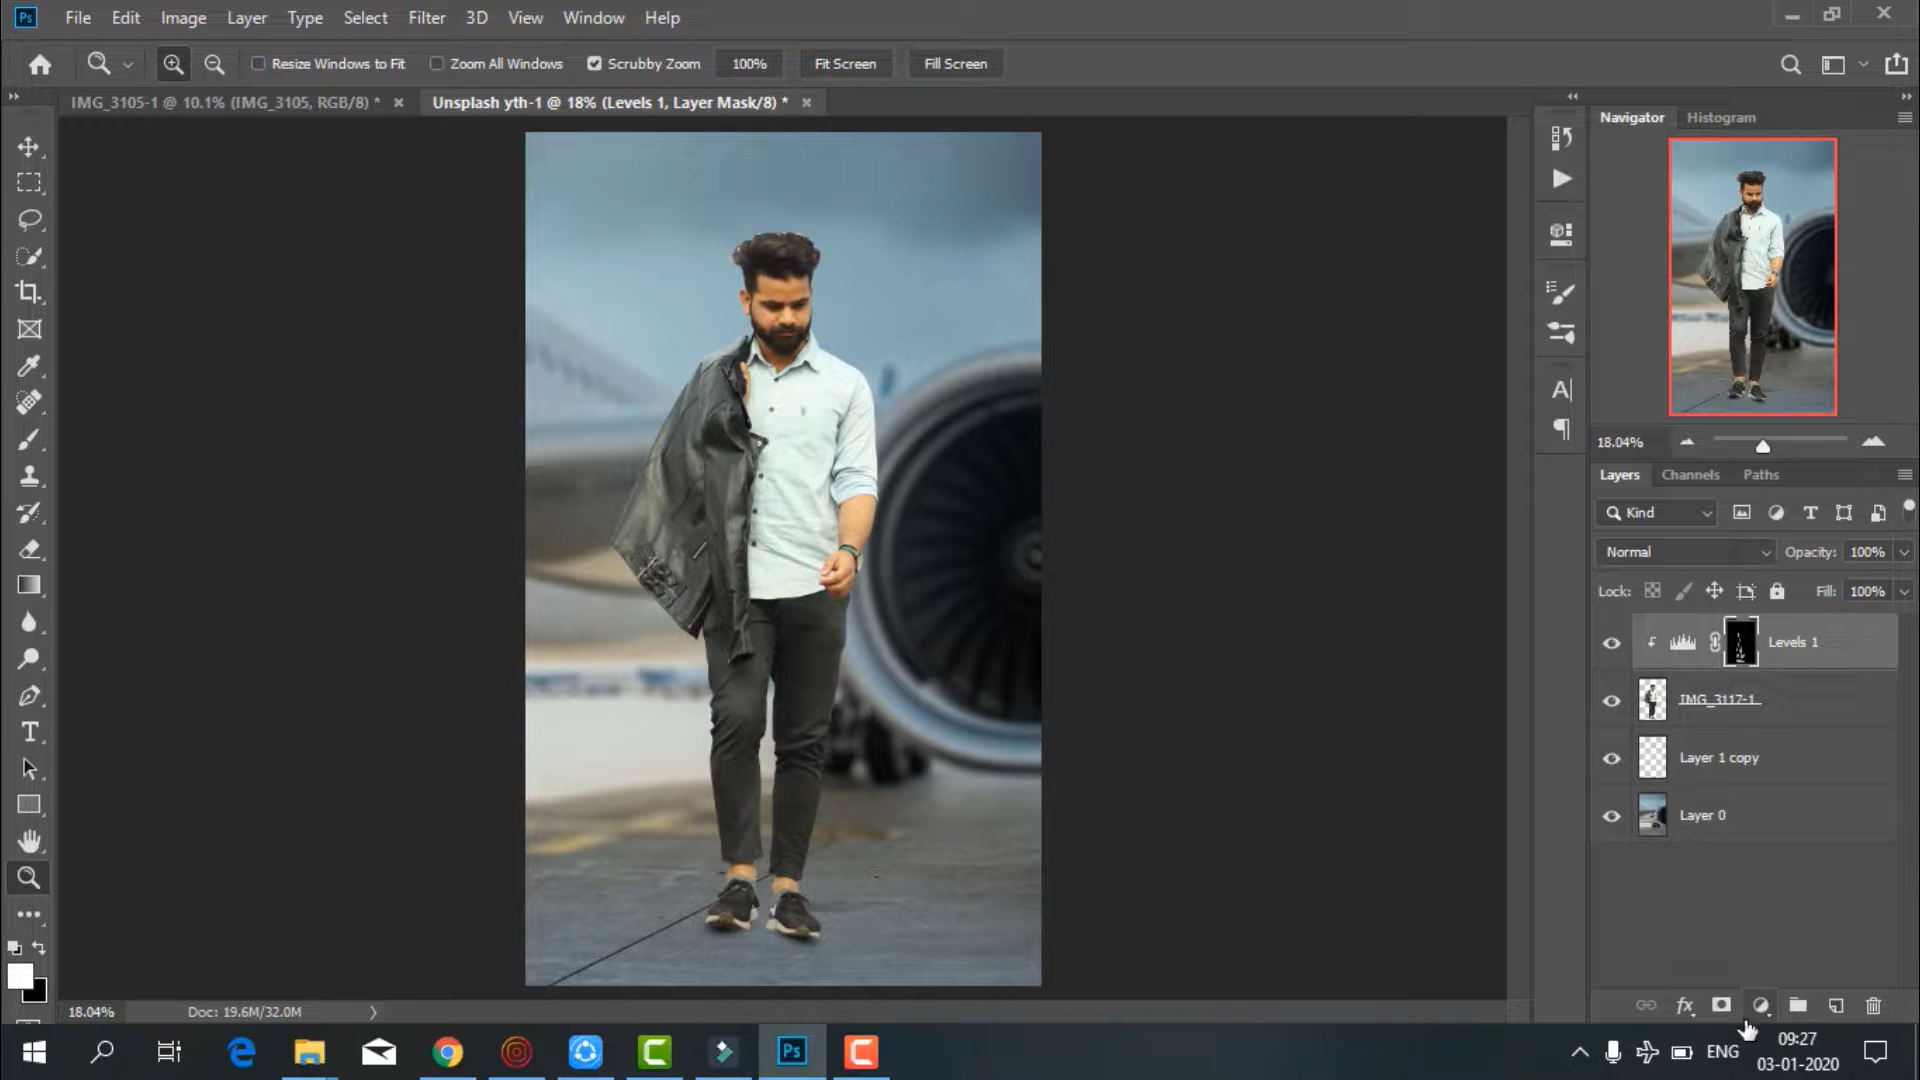 Ps File Edit Image Layer Type Select Filter 3D View Window Help
Resize Windows to Fit Zoom All Windows Scrubby Zoom 100% Fit Screen Fill Screen
IMG_3105-1 @ 10.1% (IMG_3105, RGB/8) * Unsplash yth-1 @ 18% (Levels 1, Layer Mask/8) *
Navigator Histogram
18.04%
Layers Channels Paths
Kind
Normal Opacity: 100%
Lock: Fill: 100%
Levels 1
IMG_3117-1
Layer 1 copy
Layer 0
fx
18.04% Doc: 19.6M/32.0M
Ps
ENG
09:27
03-01-2020